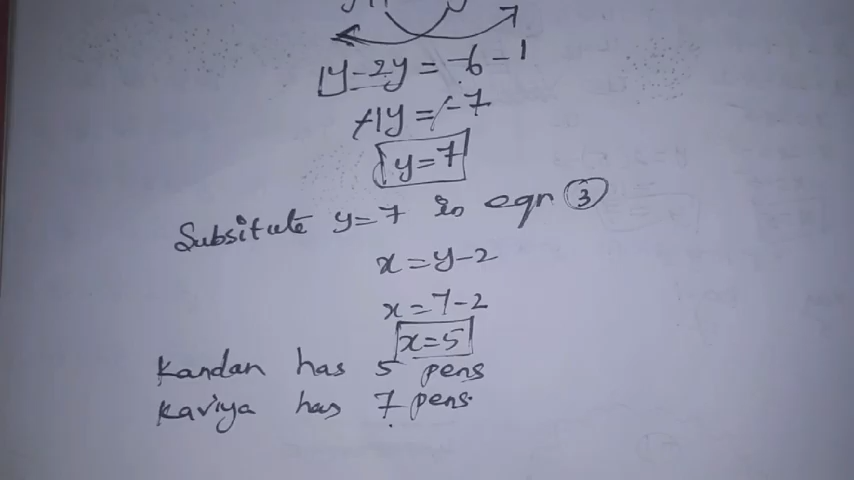 1y-2y = -6-1
-1y = -7
y=7
Subsitute y=7 in eqn ③
x=y-2
x=7-2
x=5
Kandan has 5 pens
Kaviya has 7 pens.